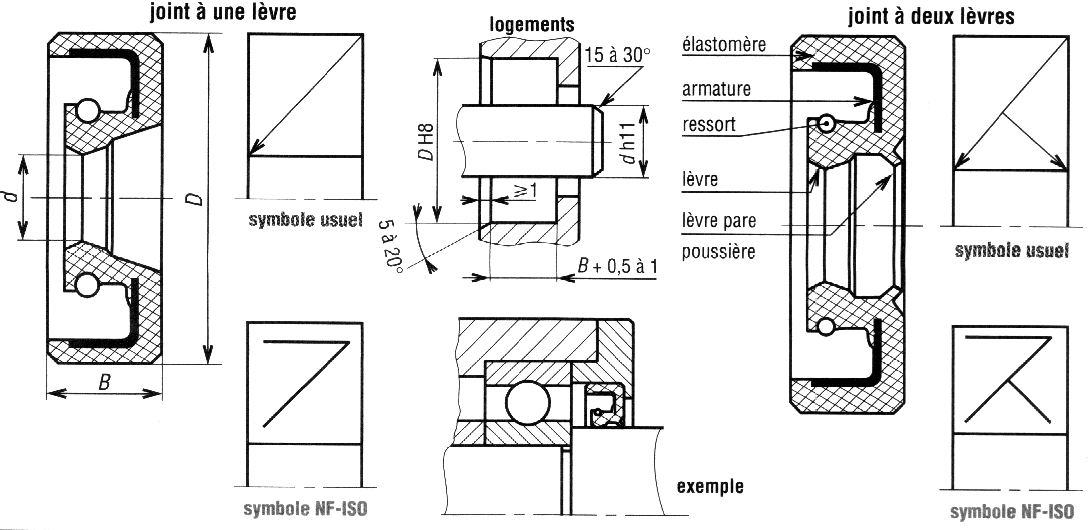 joint à une lèvre
d
D
B
symbole usuel
symbole NF-ISO
logements
15 à 30°
D H8
d h11
≥1
5 à 20°
B + 0,5 à 1
exemple
joint à deux lèvres
élastomère
armature
ressort
lèvre
lèvre pare
poussière
symbole usuel
symbole NF-ISO